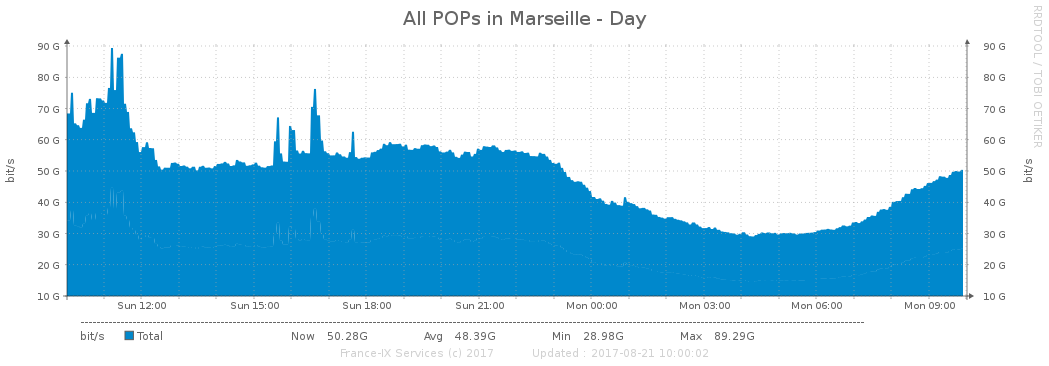 All POPs in Marseille - Day
RRDTOOL / TOBI OETIKER
bit/s
90 G 90 G
80 G 80 G
70 G 70 G
60 G 60 G
50 G 50 G
40 G 40 G
30 G 30 G
20 G 20 G
10 G 10 G
bit/s
Sun 12:00 Sun 15:00 Sun 18:00 Sun 21:00 Mon 00:00 Mon 03:00 Mon 06:00 Mon 09:00
bit/s Total Now 50.28G Avg 48.39G Min 28.98G Max 89.29G
France-IX Services (c) 2017 Updated : 2017-08-21 10:00:02